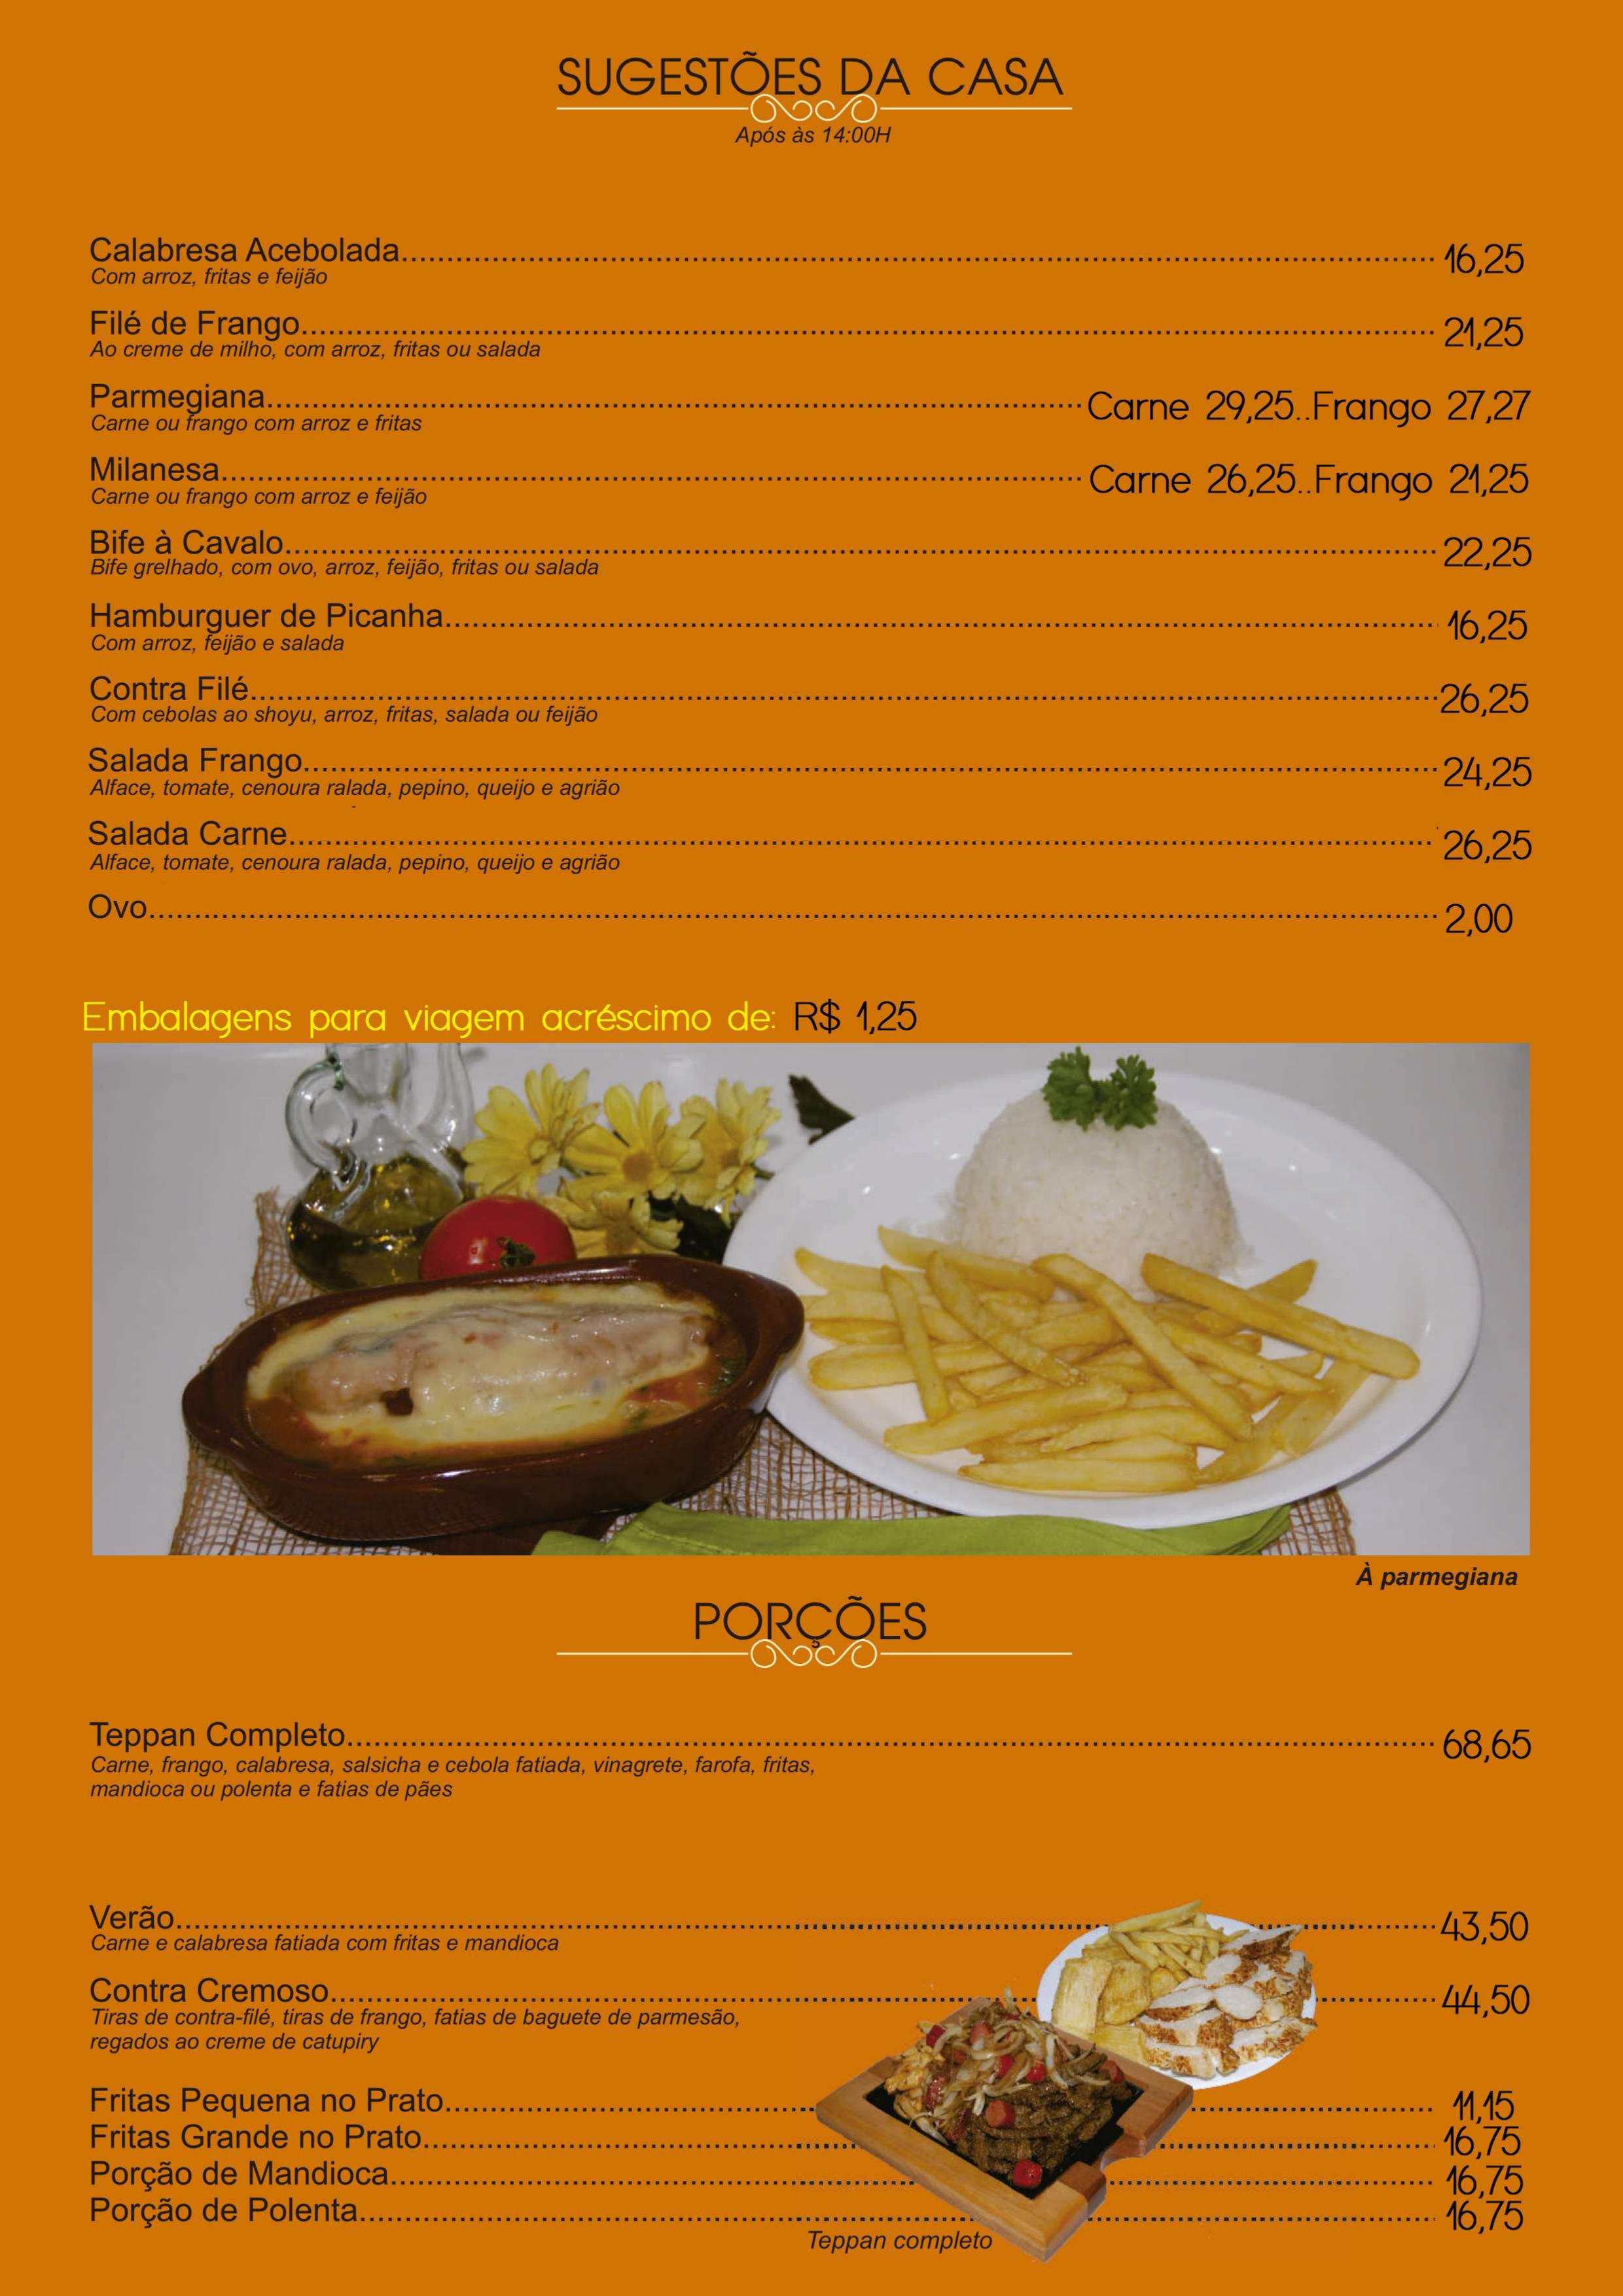 SUGESTÕES DA CASA
Após às 14:00H
Calabresa Acebolada 16,25
Com arroz, fritas e feijão
Filé de Frango 21,25
Ao creme de milho, com arroz, fritas ou salada
Parmegiana Carne 29,25..Frango 27,27
Carne ou frango com arroz e fritas
Milanesa Carne 26,25..Frango 21,25
Carne ou frango com arroz e feijão
Bife à Cavalo 22,25
Bife grelhado, com ovo, arroz, feijão, fritas ou salada
Hamburguer de Picanha 16,25
Com arroz, feijão e salada
Contra Filé 26,25
Com cebolas ao shoyu, arroz, fritas, salada ou feijão
Salada Frango 24,25
Alface, tomate, cenoura ralada, pepino, queijo e agrião
Salada Carne 26,25
Alface, tomate, cenoura ralada, pepino, queijo e agrião
Ovo 2,00
Embalagens para viagem acréscimo de: R$ 1,25
À parmegiana
PORÇÕES
Teppan Completo 68,65
Carne, frango, calabresa, salsicha e cebola fatiada, vinagrete, farofa, fritas,
mandioca ou polenta e fatias de pães
Verão 43,50
Carne e calabresa fatiada com fritas e mandioca
Contra Cremoso 44,50
Tiras de contra-filé, tiras de frango, fatias de baguete de parmesão,
regados ao creme de catupiry
Fritas Pequena no Prato 11,15
Fritas Grande no Prato 16,75
Porção de Mandioca 16,75
Porção de Polenta 16,75
Teppan completo